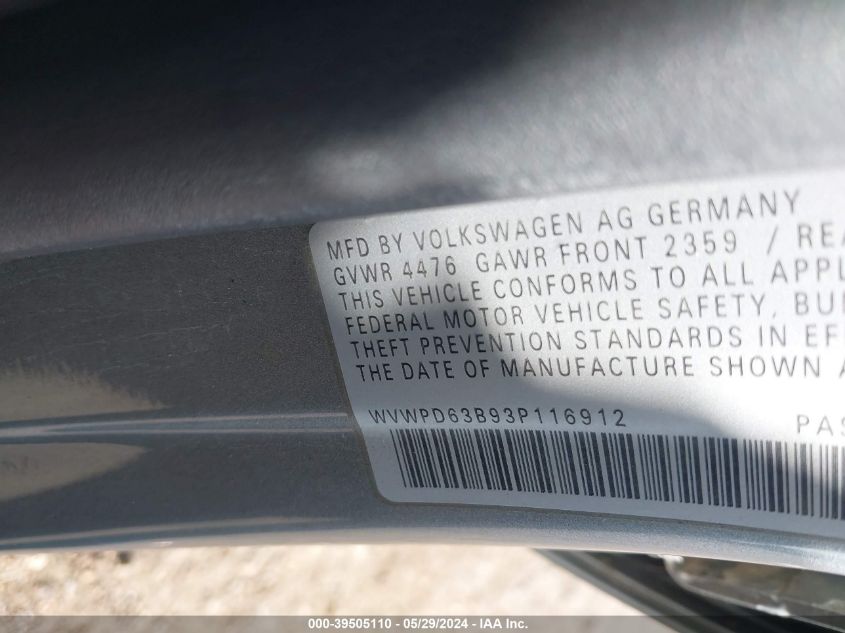 MFD BY VOLKSWAGEN AG GERMANY
GVWR 4476 GAWR FRONT 2359 / REA
THIS VEHICLE CONFORMS TO ALL APPL
FEDERAL MOTOR VEHICLE SAFETY, BU
THEFT PREVENTION STANDARDS IN EFF
THE DATE OF MANUFACTURE SHOWN A
WVWPD63B93P116912 PAS
000-39505110 - 05/29/2024 - IAA Inc.